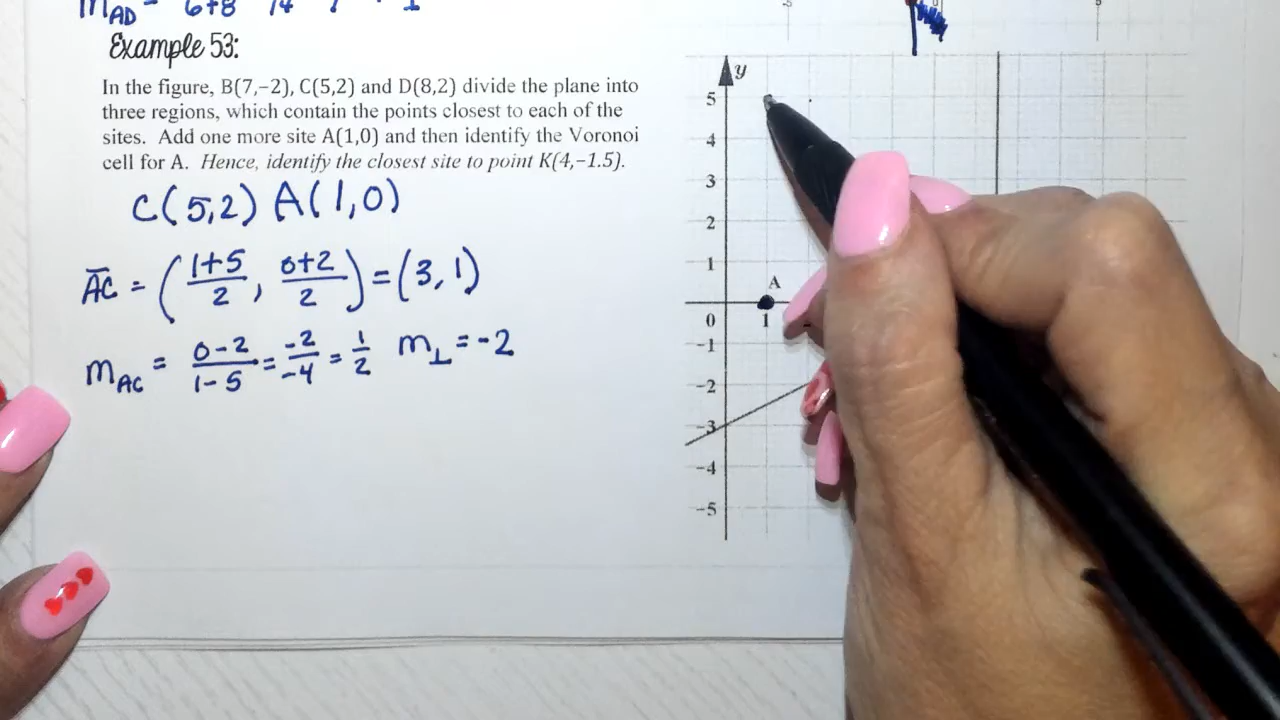 Example 53:
In the figure, B(7,−2), C(5,2) and D(8,2) divide the plane into
three regions, which contain the points closest to each of the
sites. Add one more site A(1,0) and then identify the Voronoi
cell for A. Hence, identify the closest site to point K(4,−1.5).
C(5,2) A(1,0)
AC = (1+5/2, 0+2/2) = (3,1)
m_AC = 0-2/1-5 = -2/-4 = 1/2 m⊥ = -2
y
5
4
3
2
1
A
0 1
-1
-2
-3
-4
-5